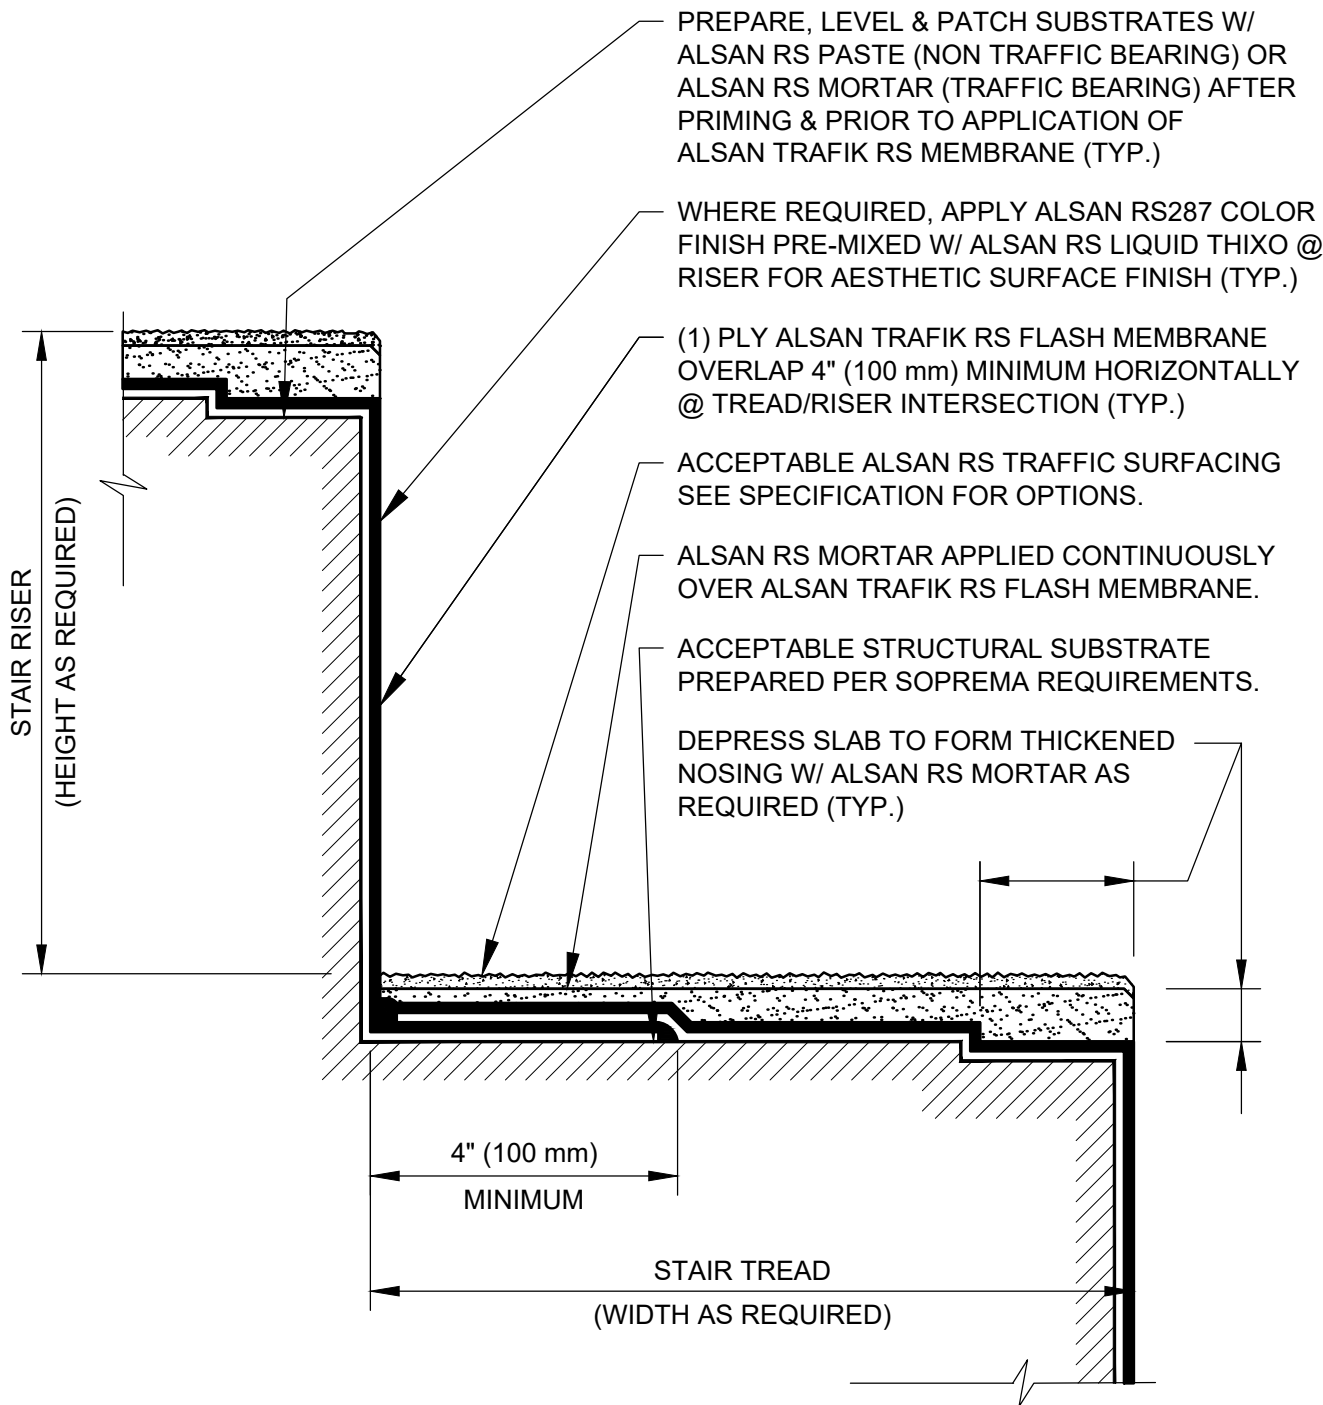 PREPARE, LEVEL & PATCH SUBSTRATES W/
ALSAN RS PASTE (NON TRAFFIC BEARING) OR
ALSAN RS MORTAR (TRAFFIC BEARING) AFTER
PRIMING & PRIOR TO APPLICATION OF
ALSAN TRAFIK RS MEMBRANE (TYP.)
WHERE REQUIRED, APPLY ALSAN RS287 COLOR
FINISH PRE-MIXED W/ ALSAN RS LIQUID THIXO @
RISER FOR AESTHETIC SURFACE FINISH (TYP.)
(1) PLY ALSAN TRAFIK RS FLASH MEMBRANE
OVERLAP 4" (100 mm) MINIMUM HORIZONTALLY
@ TREAD/RISER INTERSECTION (TYP.)
ACCEPTABLE ALSAN RS TRAFFIC SURFACING
SEE SPECIFICATION FOR OPTIONS.
ALSAN RS MORTAR APPLIED CONTINUOUSLY
OVER ALSAN TRAFIK RS FLASH MEMBRANE.
ACCEPTABLE STRUCTURAL SUBSTRATE
PREPARED PER SOPREMA REQUIREMENTS.
DEPRESS SLAB TO FORM THICKENED
NOSING W/ ALSAN RS MORTAR AS
REQUIRED (TYP.)
STAIR RISER
(HEIGHT AS REQUIRED)
4" (100 mm)
MINIMUM
STAIR TREAD
(WIDTH AS REQUIRED)